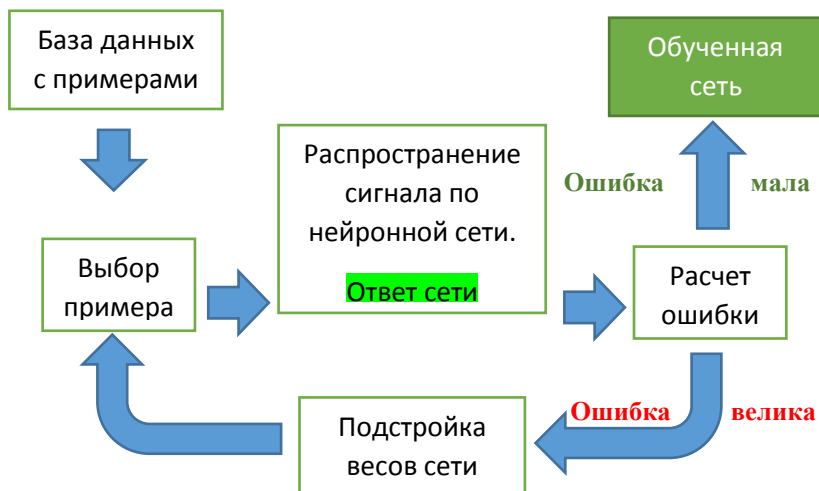 База данных
с примерами
Обученная
сеть
Распространение
сигнала по
нейронной сети.
Ответ сети
Ошибка мала
Выбор
примера
Расчет
ошибки
Подстройка
весов сети
Ошибка велика